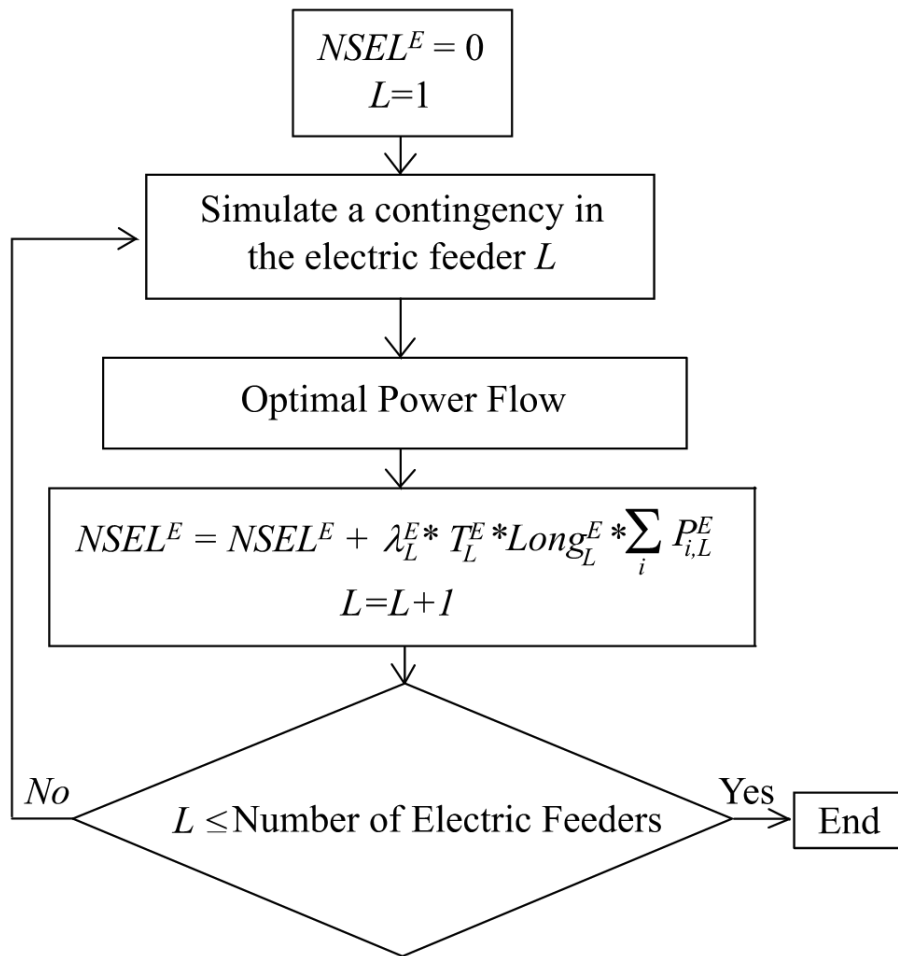 NSEL^E = 0
L=1
Simulate a contingency in
the electric feeder L
Optimal Power Flow
NSEL^E = NSEL^E + λ_L^E* T_L^E*Long_L^E*∑_i P_{i,L}^E
L=L+1
No
L ≤Number of Electric Feeders
Yes
End